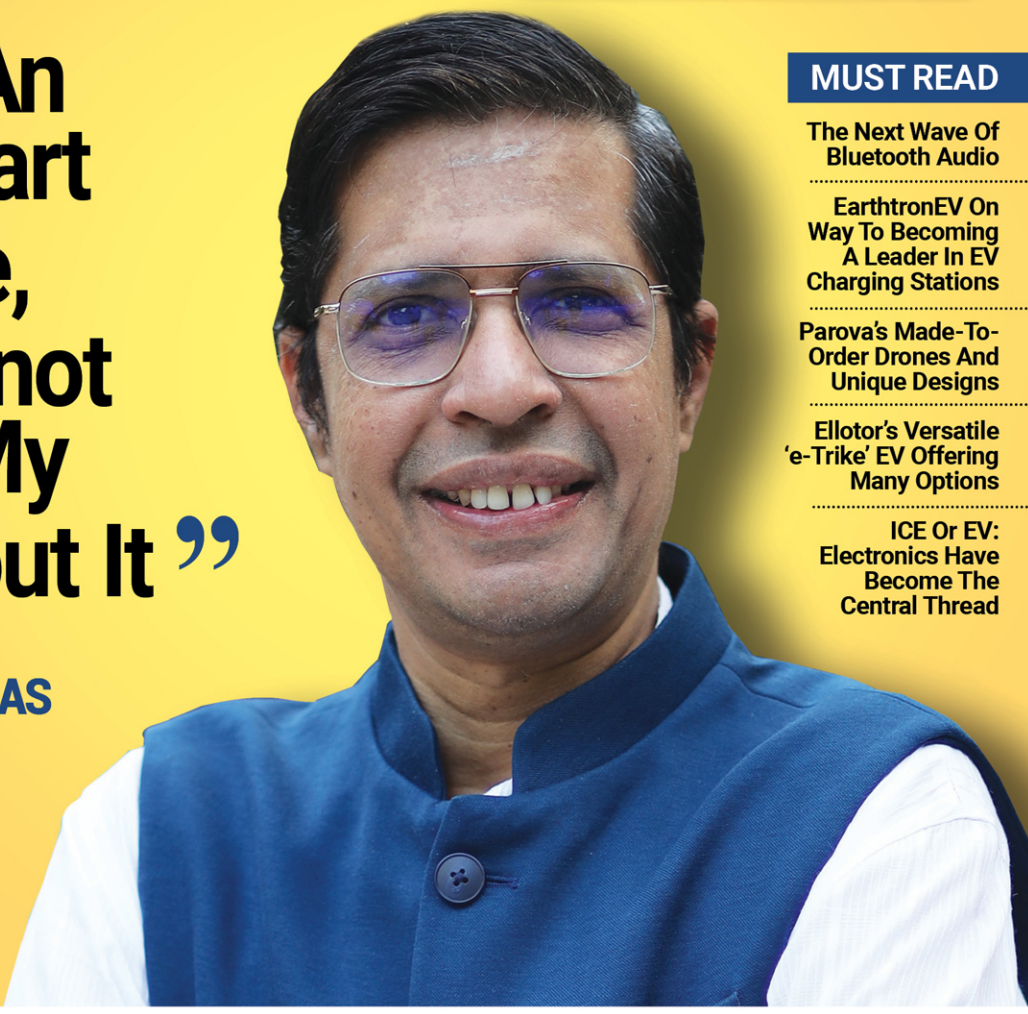 An
art
e,
not
My
out It ”
AS
MUST READ
The Next Wave Of
Bluetooth Audio
EarthtronEV On
Way To Becoming
A Leader In EV
Charging Stations
Parova’s Made-To-
Order Drones And
Unique Designs
Ellotor’s Versatile
‘e-Trike’ EV Offering
Many Options
ICE Or EV:
Electronics Have
Become The
Central Thread